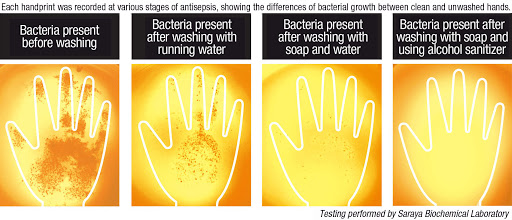 Each handprint was recorded at various stages of antisepsis, showing the differences of bacterial growth between clean and unwashed hands.
Bacteria present
before washing
Bacteria present
after washing with
running water
Bacteria present
after washing with
soap and water
Bacteria present after
washing with soap and
using alcohol sanitizer
Testing performed by Saraya Biochemical Laboratory